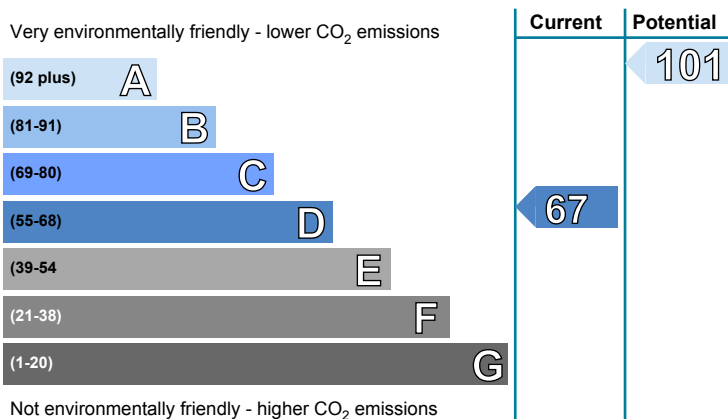 Current Potential
Very environmentally friendly - lower CO2 emissions
101
(92 plus) A
(81-91) B
(69-80) C
(55-68) D 67
(39-54 E
(21-38) F
(1-20) G
Not environmentally friendly - higher CO2 emissions